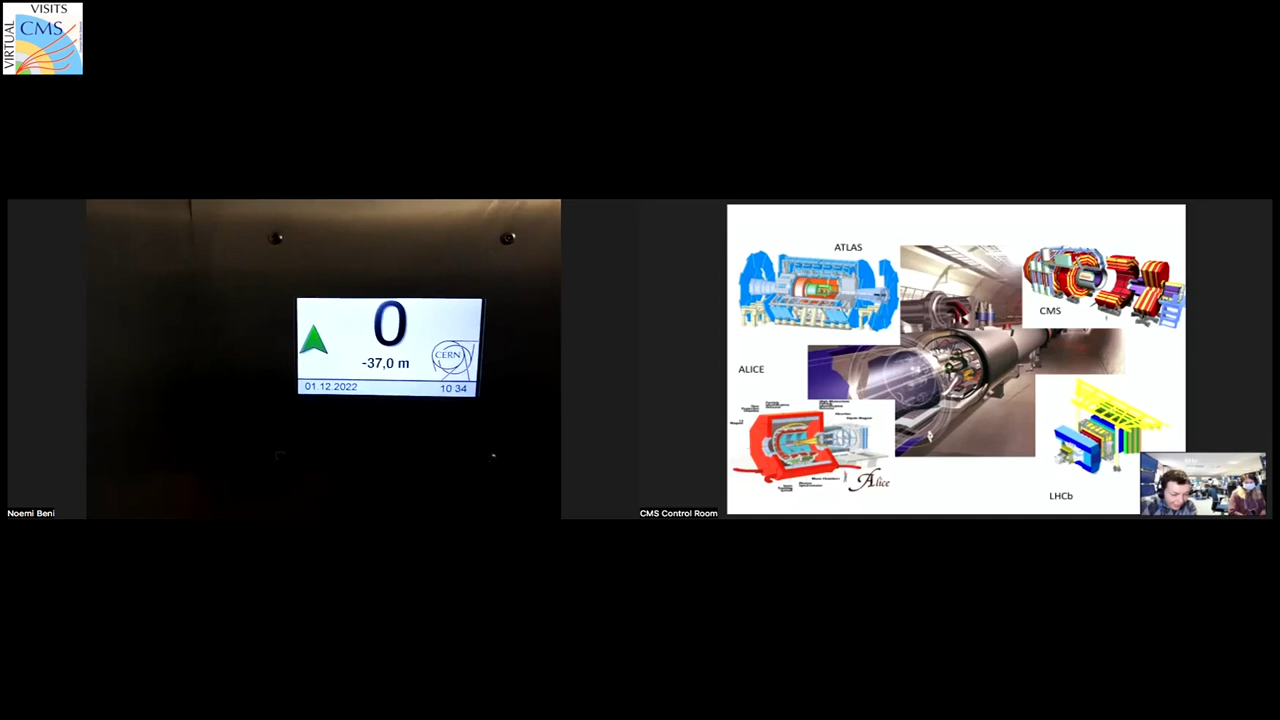 VISITS
CMS
VIRTUAL
0
-37,0 m
CERN
01.12.2022
10 34
Noemi Beni
ATLAS
CMS
ALICE
Alice
LHCb
CMS Control Room